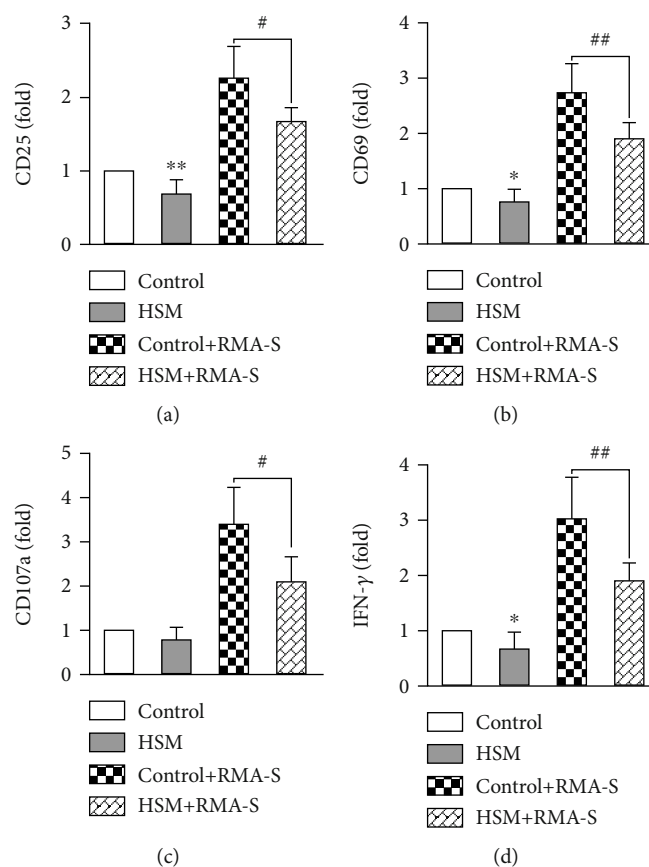 3
2
1
0
CD25 (fold)
**
#
Control
HSM
Control+RMA-S
HSM+RMA-S
(a)
4
3
2
1
0
CD69 (fold)
*
##
Control
HSM
Control+RMA-S
HSM+RMA-S
(b)
5
4
3
2
1
0
CD107a (fold)
#
Control
HSM
Control+RMA-S
HSM+RMA-S
(c)
4
3
2
1
0
IFN-γ (fold)
*
##
Control
HSM
Control+RMA-S
HSM+RMA-S
(d)